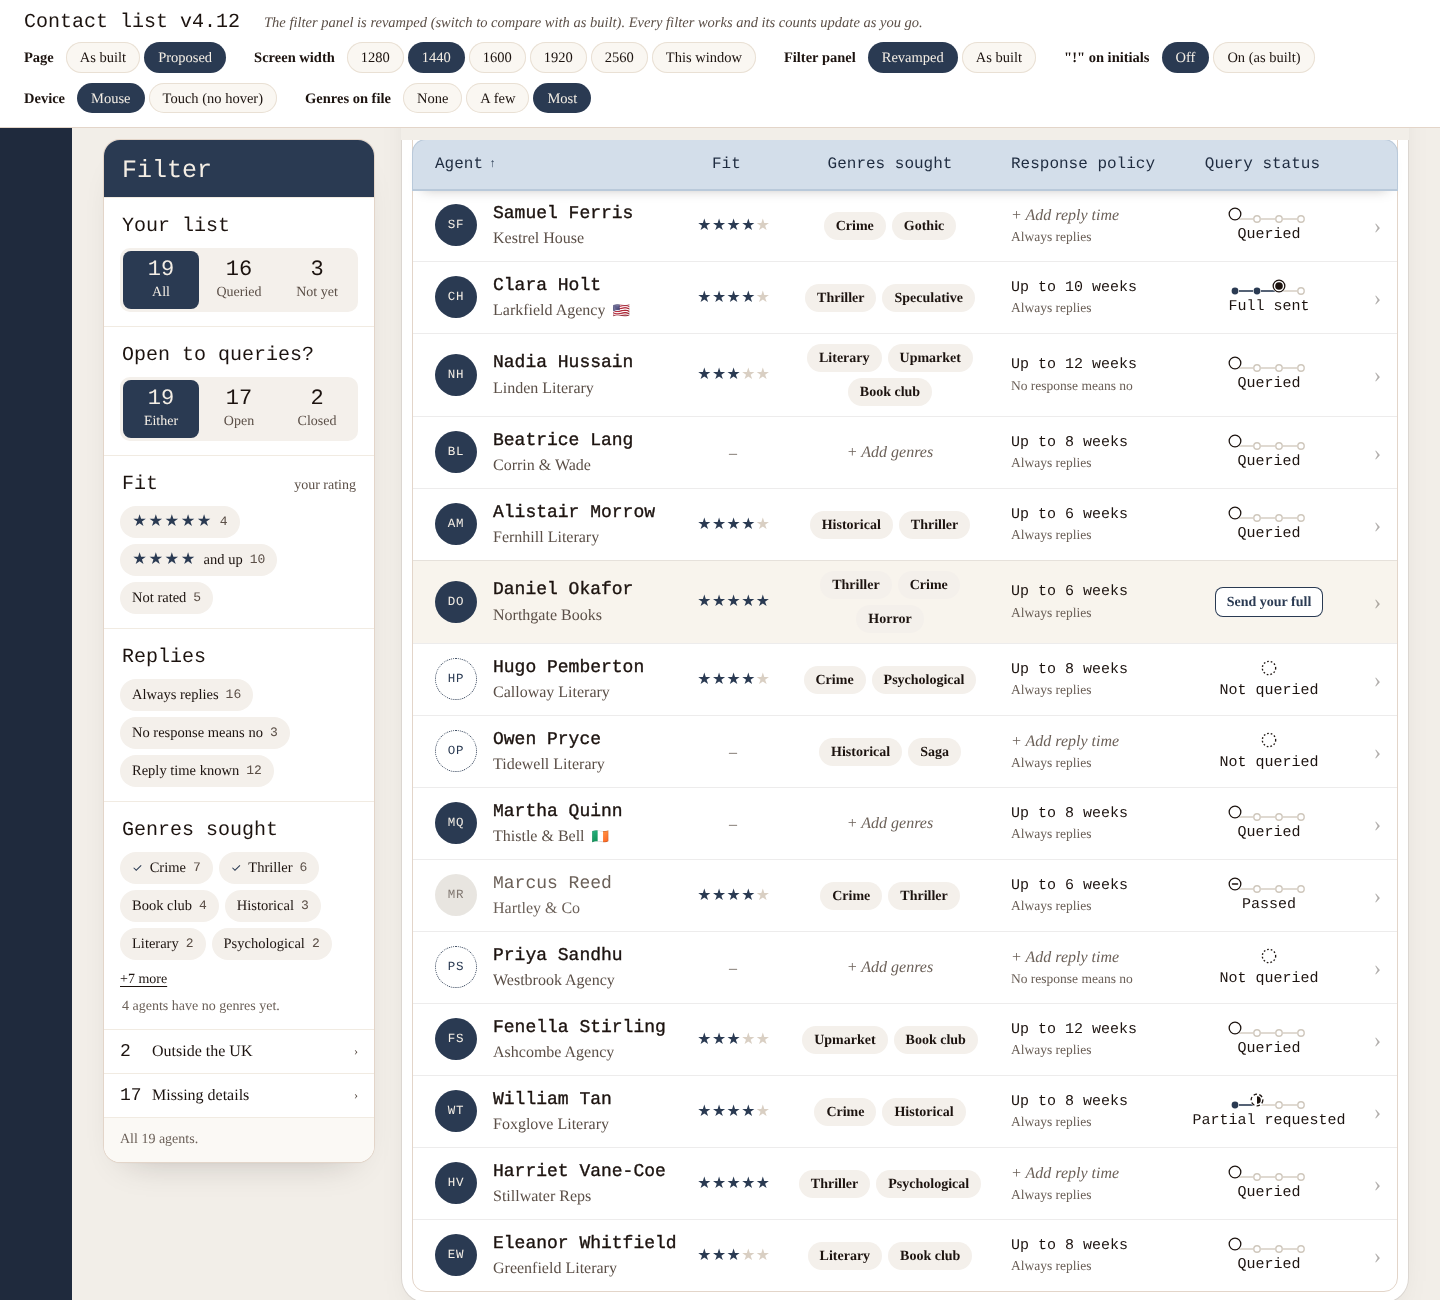 Contact list v4.12 The filter panel is revamped (switch to compare with as built). Every filter works and its counts update as you go.
Page As built Proposed Screen width 1280 1440 1600 1920 2560 This window Filter panel Revamped As built "!" on initials Off On (as built)
Device Mouse Touch (no hover) Genres on file None A few Most
Filter
Your list
19 16 3
All Queried Not yet
Open to queries?
19 17 2
Either Open Closed
Fit your rating
★★★★★ 4
★★★★ and up 10
Not rated 5
Replies
Always replies 16
No response means no 3
Reply time known 12
Genres sought
✓ Crime 7 ✓ Thriller 6
Book club 4 Historical 3
Literary 2 Psychological 2
+7 more
4 agents have no genres yet.
2 Outside the UK ›
17 Missing details ›
All 19 agents.
Agent ↑ Fit Genres sought Response policy Query status
SF Samuel Ferris ★★★★★ Crime Gothic + Add reply time Queried ›
Kestrel House Always replies
CH Clara Holt ★★★★★ Thriller Speculative Up to 10 weeks Full sent ›
Larkfield Agency 🇺🇸 Always replies
NH Nadia Hussain ★★★★★ Literary Upmarket Up to 12 weeks Queried ›
Linden Literary Book club No response means no
BL Beatrice Lang – + Add genres Up to 8 weeks Queried ›
Corrin & Wade Always replies
AM Alistair Morrow ★★★★★ Historical Thriller Up to 6 weeks Queried ›
Fernhill Literary Always replies
DO Daniel Okafor ★★★★★ Thriller Crime Up to 6 weeks Send your full ›
Northgate Books Horror Always replies
HP Hugo Pemberton ★★★★★ Crime Psychological Up to 8 weeks Not queried ›
Calloway Literary Always replies
OP Owen Pryce – Historical Saga + Add reply time Not queried ›
Tidewell Literary Always replies
MQ Martha Quinn – + Add genres Up to 8 weeks Queried ›
Thistle & Bell 🇮🇪 Always replies
MR Marcus Reed ★★★★★ Crime Thriller Up to 6 weeks Passed ›
Hartley & Co Always replies
PS Priya Sandhu – + Add genres + Add reply time Not queried ›
Westbrook Agency No response means no
FS Fenella Stirling ★★★★★ Upmarket Book club Up to 12 weeks Queried ›
Ashcombe Agency Always replies
WT William Tan ★★★★★ Crime Historical Up to 8 weeks Partial requested ›
Foxglove Literary Always replies
HV Harriet Vane-Coe ★★★★★ Thriller Psychological + Add reply time Queried ›
Stillwater Reps Always replies
EW Eleanor Whitfield ★★★★★ Literary Book club Up to 8 weeks Queried ›
Greenfield Literary Always replies